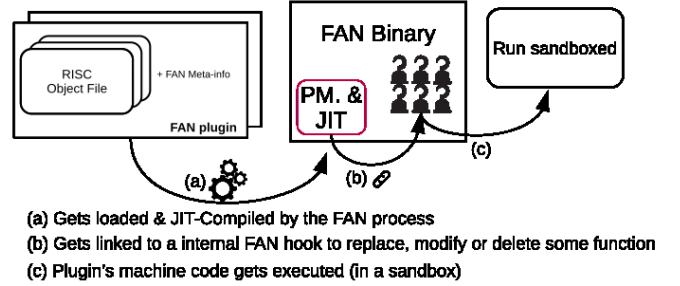 RISC
Object File
+ FAN Meta-info
FAN plugin
FAN Binary
PM. &
JIT
Run sandboxed
(a)
(b)
(c)
(a) Gets loaded & JIT-Compiled by the FAN process
(b) Gets linked to a internal FAN hook to replace, modify or delete some function
(c) Plugin's machine code gets executed (in a sandbox)